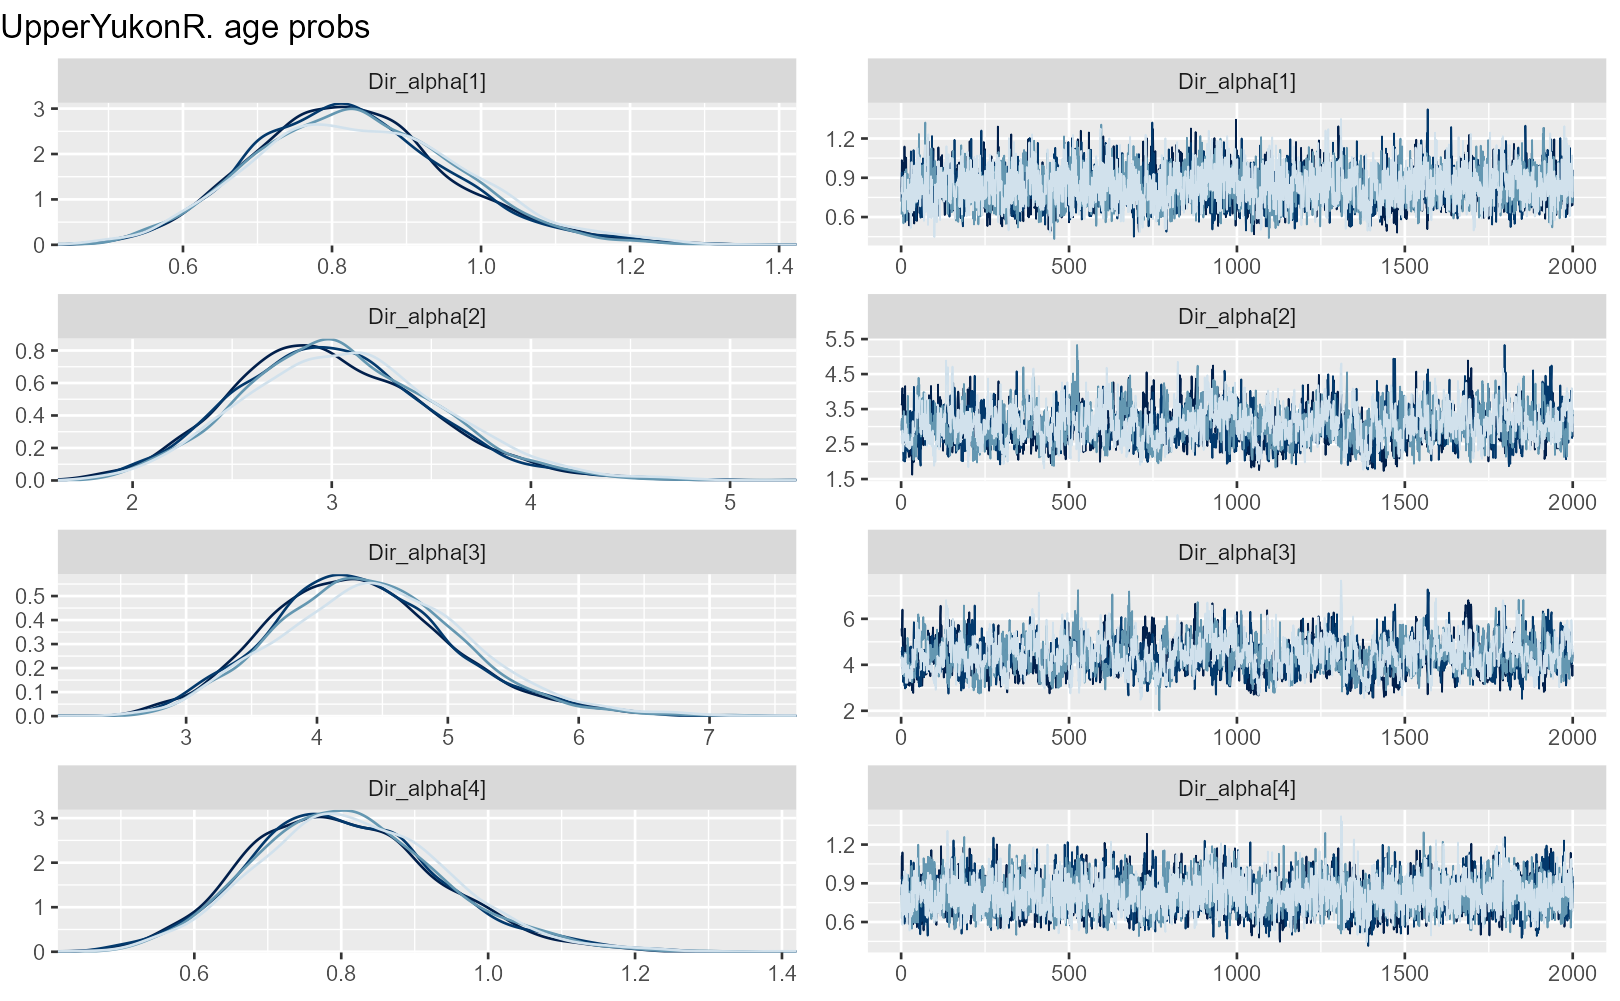 UpperYukonR. age probs
Dir_alpha[1]
3
2
1
0
0.6 0.8 1.0 1.2 1.4
Dir_alpha[1]
1.2
0.9
0.6
0 500 1000 1500 2000
Dir_alpha[2]
0.8
0.6
0.4
0.2
0.0
2 3 4 5
Dir_alpha[2]
5.5
4.5
3.5
2.5
1.5
0 500 1000 1500 2000
Dir_alpha[3]
0.5
0.4
0.3
0.2
0.1
0.0
3 4 5 6 7
Dir_alpha[3]
6
4
2
0 500 1000 1500 2000
Dir_alpha[4]
3
2
1
0
0.6 0.8 1.0 1.2 1.4
Dir_alpha[4]
1.2
0.9
0.6
0 500 1000 1500 2000